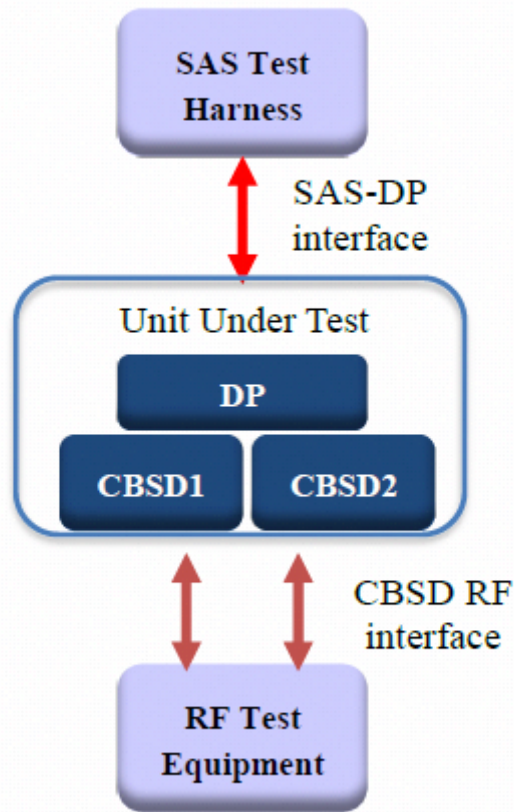 SAS Test
Harness
SAS-DP
interface
Unit Under Test
DP
CBSD1 CBSD2
CBSD RF
interface
RF Test
Equipment